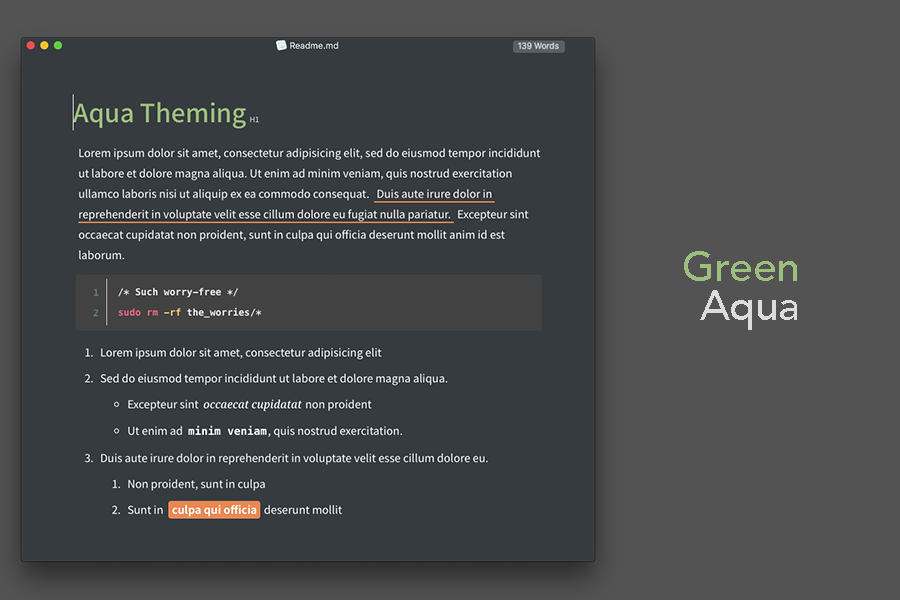 Readme.md
139 Words
Aqua Theming H1
Lorem ipsum dolor sit amet, consectetur adipisicing elit, sed do eiusmod tempor incididunt
ut labore et dolore magna aliqua. Ut enim ad minim veniam, quis nostrud exercitation
ullamco laboris nisi ut aliquip ex ea commodo consequat. Duis aute irure dolor in
reprehenderit in voluptate velit esse cillum dolore eu fugiat nulla pariatur. Excepteur sint
occaecat cupidatat non proident, sunt in culpa qui officia deserunt mollit anim id est
laborum.
1 /* Such worry-free */
2 sudo rm -rf the_worries/*
1. Lorem ipsum dolor sit amet, consectetur adipisicing elit
2. Sed do eiusmod tempor incididunt ut labore et dolore magna aliqua.
Excepteur sint occaecat cupidatat non proident
Ut enim ad minim veniam, quis nostrud exercitation.
3. Duis aute irure dolor in reprehenderit in voluptate velit esse cillum dolore eu.
1. Non proident, sunt in culpa
2. Sunt in culpa qui officia deserunt mollit
Green
Aqua